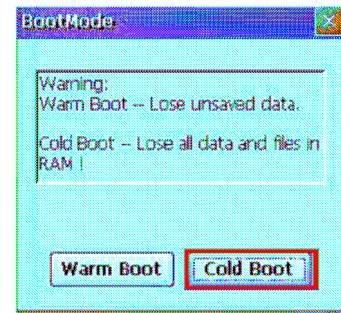 BootMode
Warning:
Warm Boot -- Lose unsaved data.
Cold Boot -- Lose all data and files in
RAM !
Warm Boot
Cold Boot